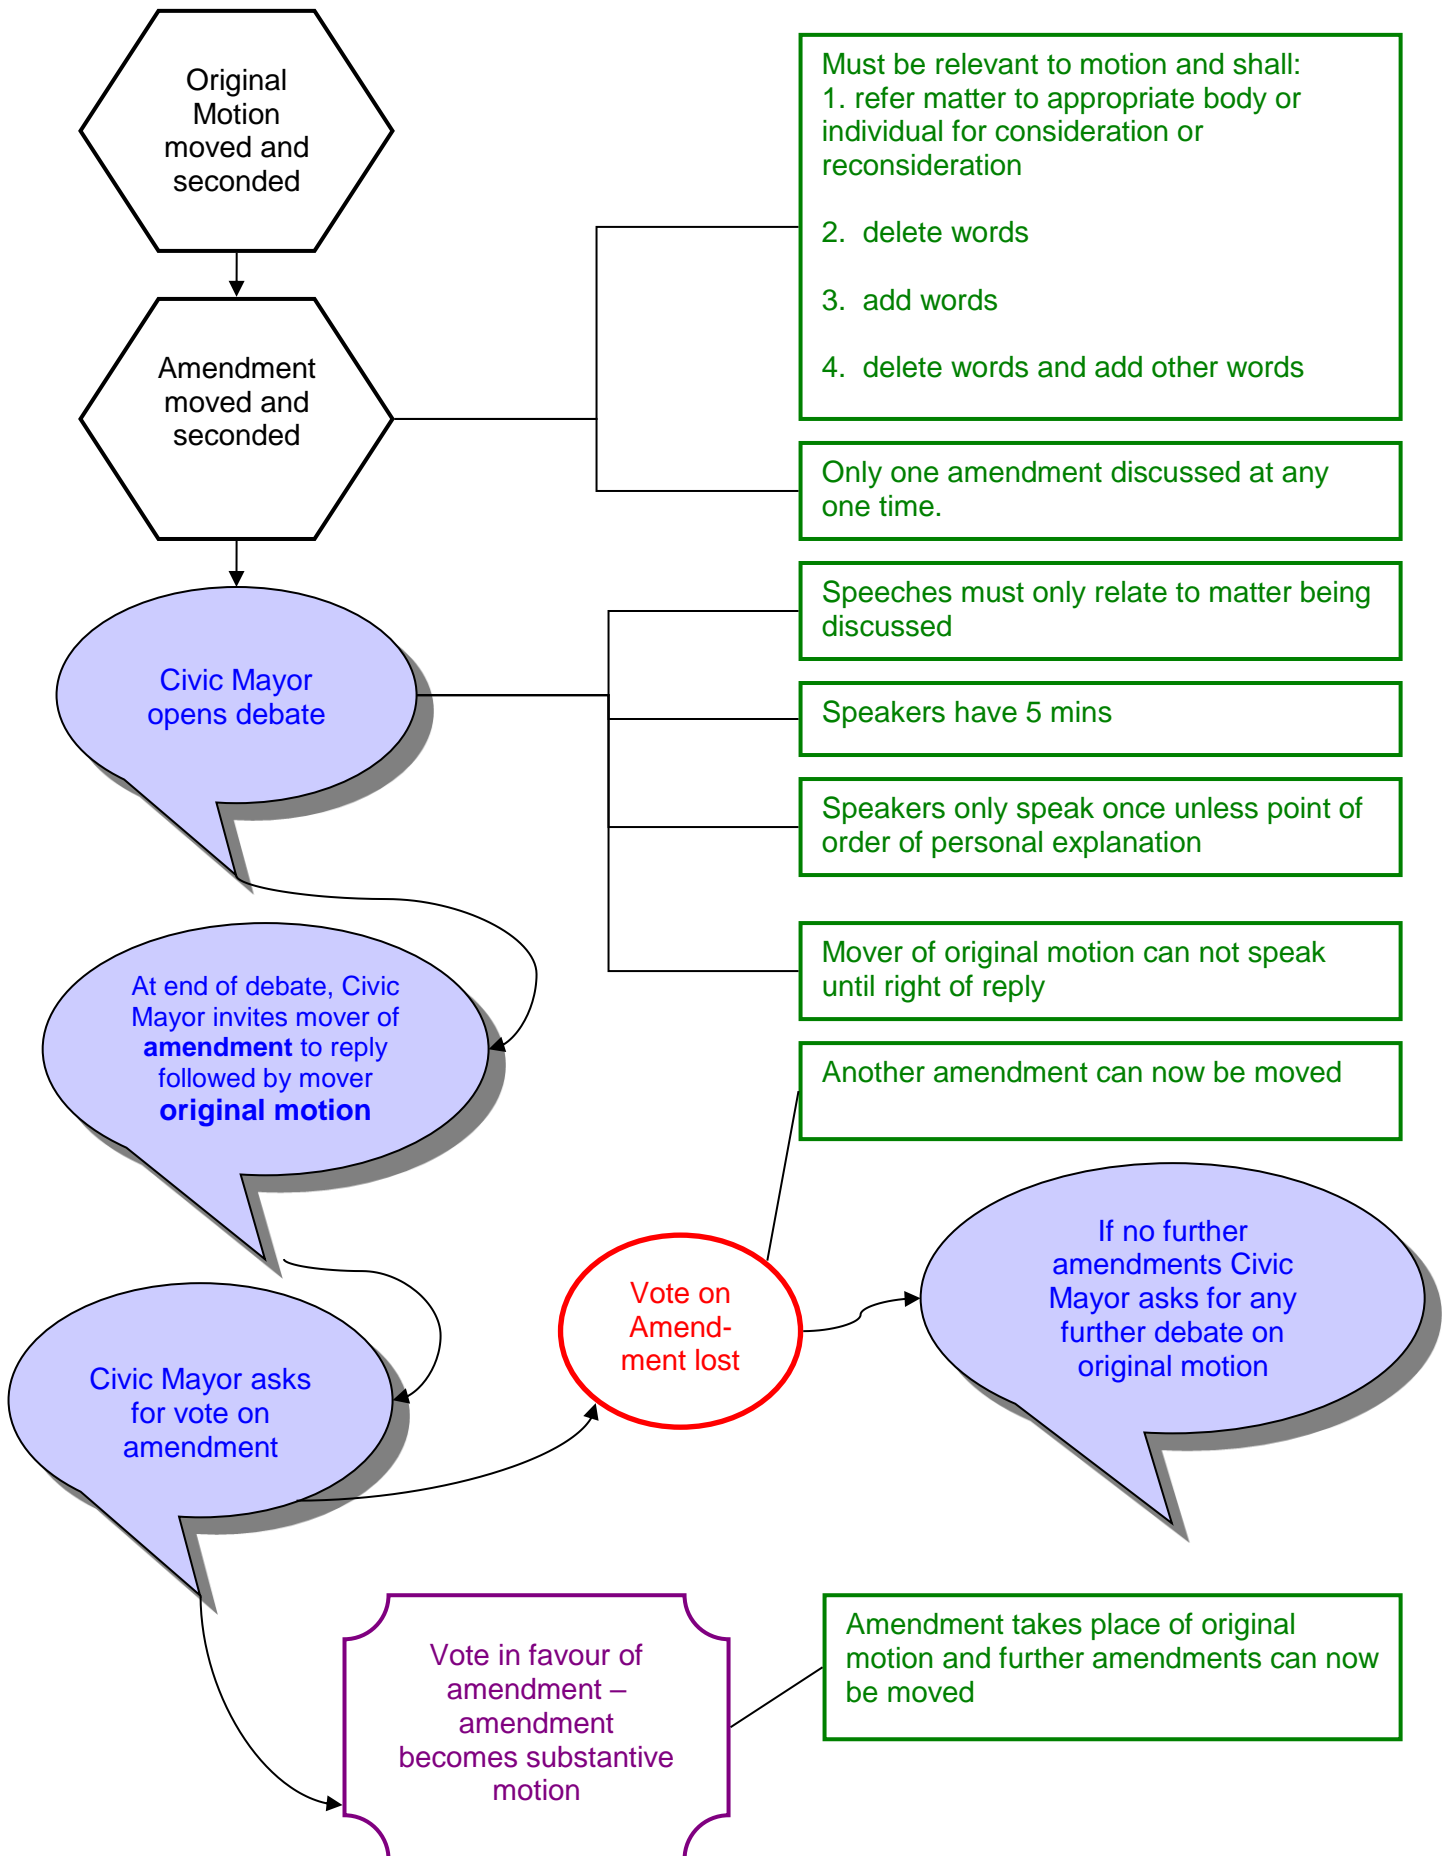 Original
Motion
moved and
seconded
Must be relevant to motion and shall:
1. refer matter to appropriate body or
individual for consideration or
reconsideration
2. delete words
3. add words
4. delete words and add other words
Amendment
moved and
seconded
Only one amendment discussed at any
one time.
Civic Mayor
opens debate
Speeches must only relate to matter being
discussed
Speakers have 5 mins
Speakers only speak once unless point of
order of personal explanation
Mover of original motion can not speak
until right of reply
At end of debate, Civic
Mayor invites mover of
amendment to reply
followed by mover
original motion
Another amendment can now be moved
Civic Mayor asks
for vote on
amendment
Vote on
Amend-
ment lost
If no further
amendments Civic
Mayor asks for any
further debate on
original motion
Vote in favour of
amendment –
amendment
becomes substantive
motion
Amendment takes place of original
motion and further amendments can now
be moved